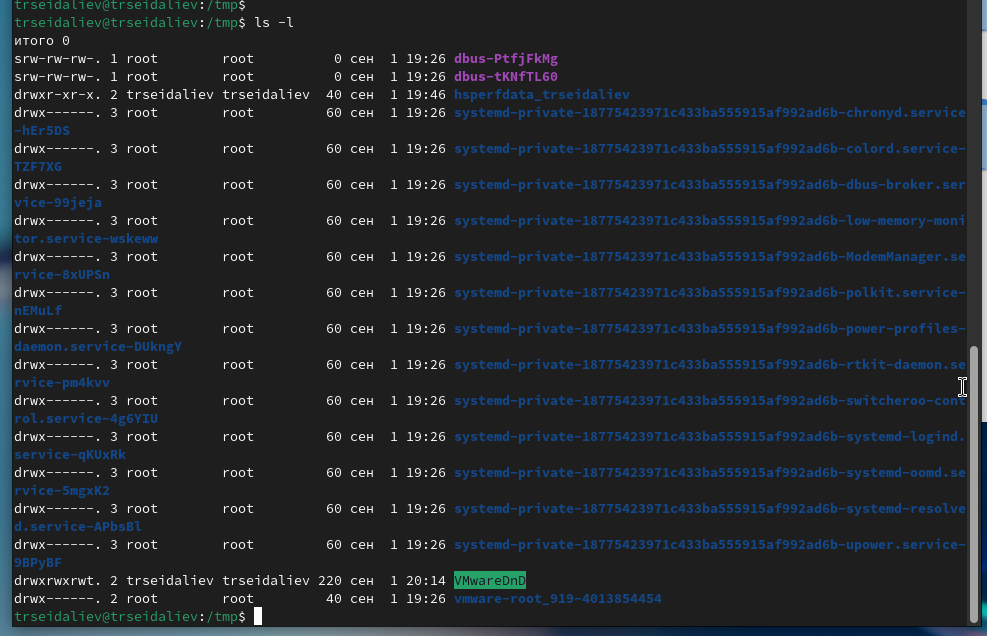 trseidaliev@trseidaliev:/tmp$
trseidaliev@trseidaliev:/tmp$ ls -l
итого 0
srw-rw-rw-. 1 root        root          0 сен  1 19:26 dbus-PtfjFkMg
srw-rw-rw-. 1 root        root          0 сен  1 19:26 dbus-tKNfTL60
drwxr-xr-x. 2 trseidaliev trseidaliev  40 сен  1 19:46 hsperfdata_trseidaliev
drwx------. 3 root        root         60 сен  1 19:26 systemd-private-18775423971c433ba555915af992ad6b-chronyd.service
-hEr5DS
drwx------. 3 root        root         60 сен  1 19:26 systemd-private-18775423971c433ba555915af992ad6b-colord.service-
TZF7XG
drwx------. 3 root        root         60 сен  1 19:26 systemd-private-18775423971c433ba555915af992ad6b-dbus-broker.ser
vice-99jeja
drwx------. 3 root        root         60 сен  1 19:26 systemd-private-18775423971c433ba555915af992ad6b-low-memory-moni
tor.service-wskeww
drwx------. 3 root        root         60 сен  1 19:26 systemd-private-18775423971c433ba555915af992ad6b-ModemManager.se
rvice-8xUPSn
drwx------. 3 root        root         60 сен  1 19:26 systemd-private-18775423971c433ba555915af992ad6b-polkit.service-
nEMuLf
drwx------. 3 root        root         60 сен  1 19:26 systemd-private-18775423971c433ba555915af992ad6b-power-profiles-
daemon.service-DUkngY
drwx------. 3 root        root         60 сен  1 19:26 systemd-private-18775423971c433ba555915af992ad6b-rtkit-daemon.se
rvice-pm4kvv
drwx------. 3 root        root         60 сен  1 19:26 systemd-private-18775423971c433ba555915af992ad6b-switcheroo-cont
rol.service-4g6YIU
drwx------. 3 root        root         60 сен  1 19:26 systemd-private-18775423971c433ba555915af992ad6b-systemd-logind.
service-qKUxRk
drwx------. 3 root        root         60 сен  1 19:26 systemd-private-18775423971c433ba555915af992ad6b-systemd-oomd.se
rvice-5mgxK2
drwx------. 3 root        root         60 сен  1 19:26 systemd-private-18775423971c433ba555915af992ad6b-systemd-resolve
d.service-APbsBl
drwx------. 3 root        root         60 сен  1 19:26 systemd-private-18775423971c433ba555915af992ad6b-upower.service-
9BPyBF
drwxrwxrwt. 2 trseidaliev trseidaliev 220 сен  1 20:14 VMwareDnD
drwx------. 2 root        root         40 сен  1 19:26 vmware-root_919-4013854454
trseidaliev@trseidaliev:/tmp$